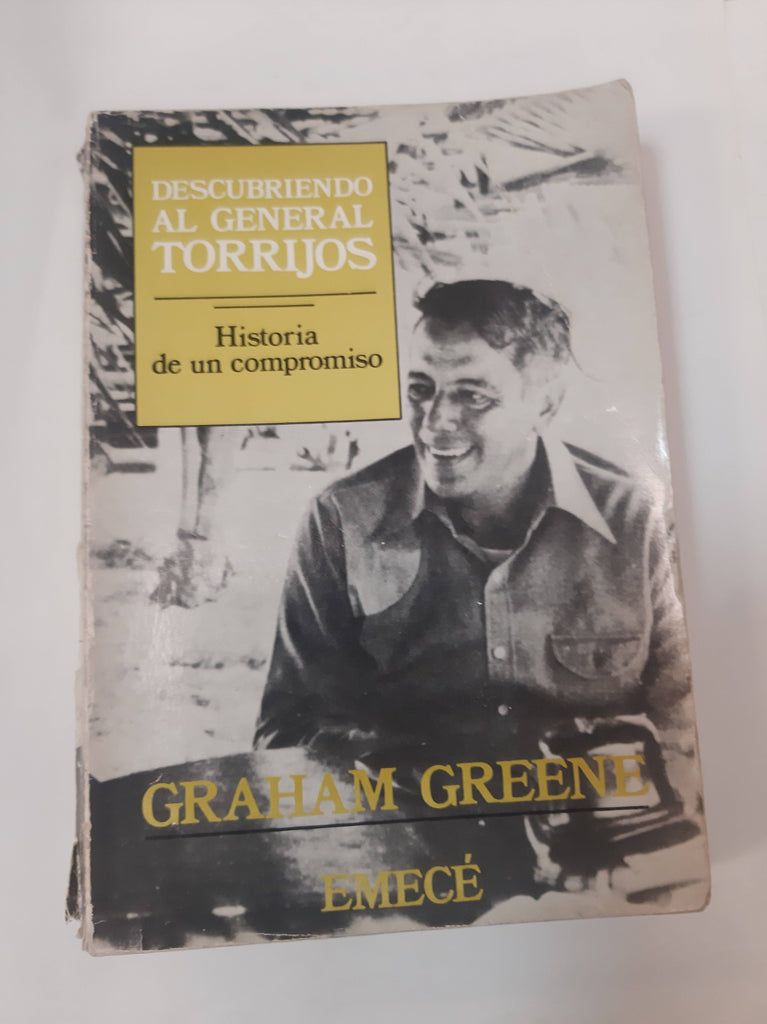 DESCUBRIENDO
AL GENERAL
TORRIJOS
Historia
de un compromiso
GRAHAM GREENE
EMECÉ